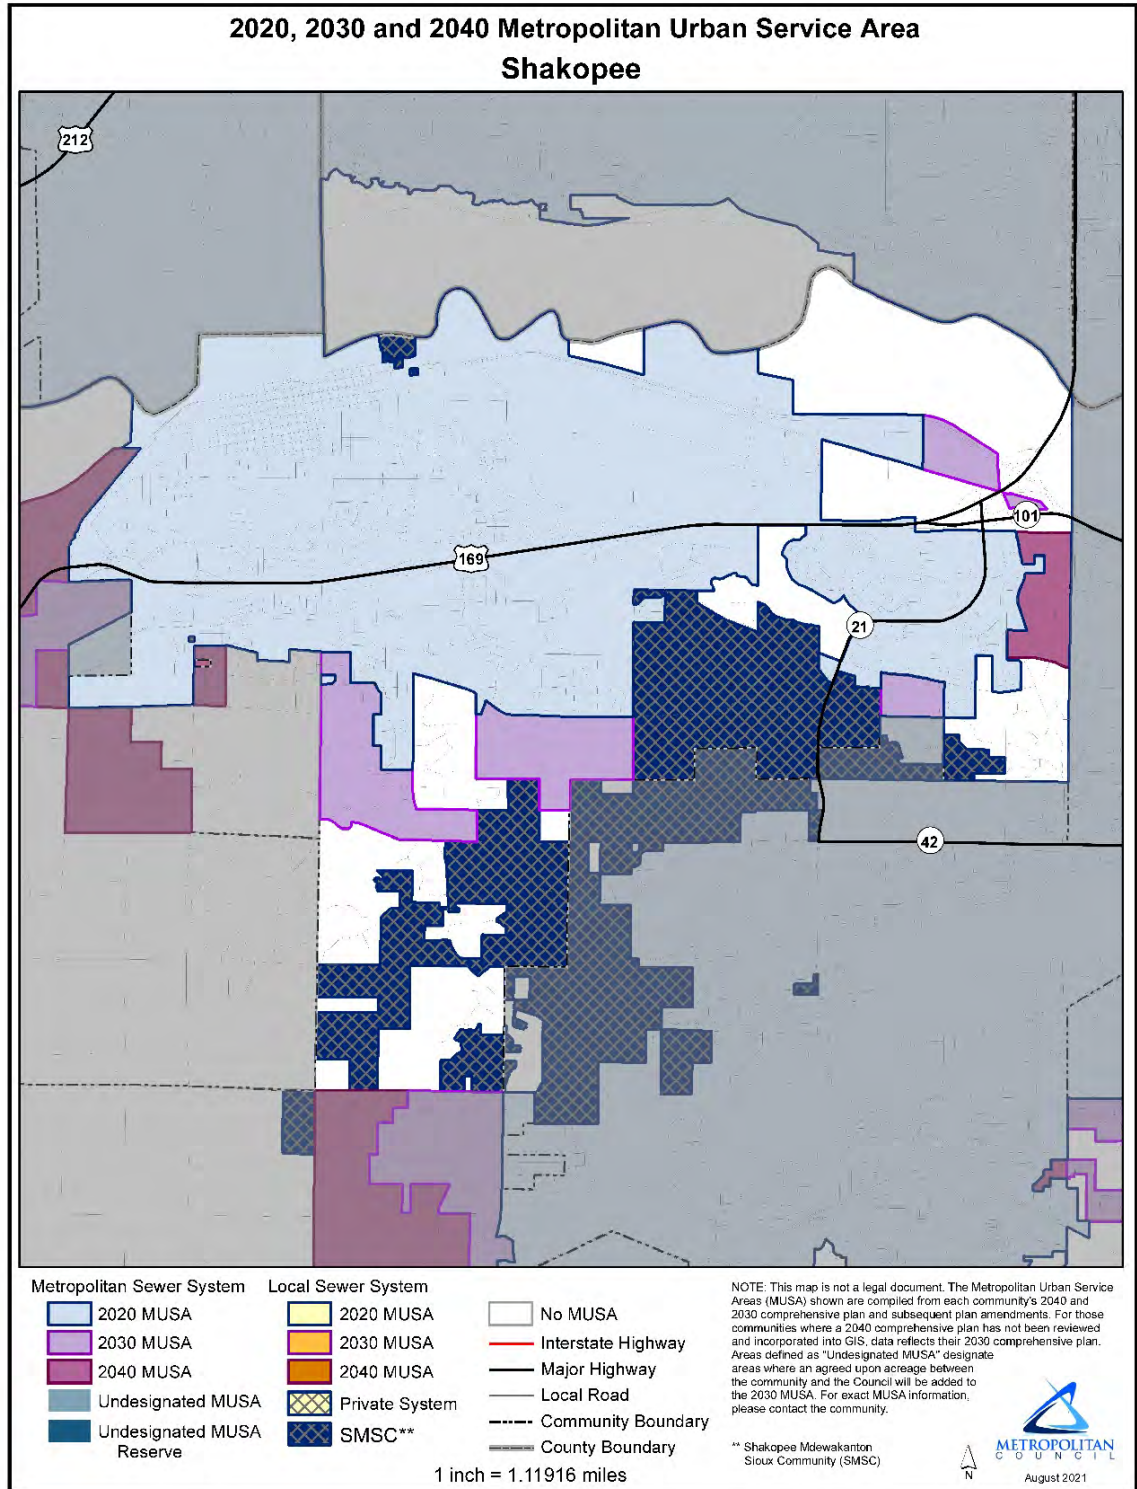 2020, 2030 and 2040 Metropolitan Urban Service Area
Shakopee
212
169
101
21
42
Metropolitan Sewer System
2020 MUSA
2030 MUSA
2040 MUSA
Undesignated MUSA
Undesignated MUSA
Reserve
Local Sewer System
2020 MUSA
2030 MUSA
2040 MUSA
Private System
SMSC**
No MUSA
Interstate Highway
Major Highway
Local Road
Community Boundary
County Boundary
1 inch = 1.11916 miles
NOTE: This map is not a legal document. The Metropolitan Urban Service
Areas (MUSA) shown are compiled from each community's 2040 and
2030 comprehensive plan and subsequent plan amendments. For those
communities where a 2040 comprehensive plan has not been reviewed
and incorporated into GIS, data reflects their 2030 comprehensive plan.
Areas defined as "Undesignated MUSA" designate
areas where an agreed upon acreage between
the community and the Council will be added to
the 2030 MUSA. For exact MUSA information,
please contact the community.
** Shakopee Mdewakanton
Sioux Community (SMSC)
N
METROPOLITAN
COUNCIL
August 2021